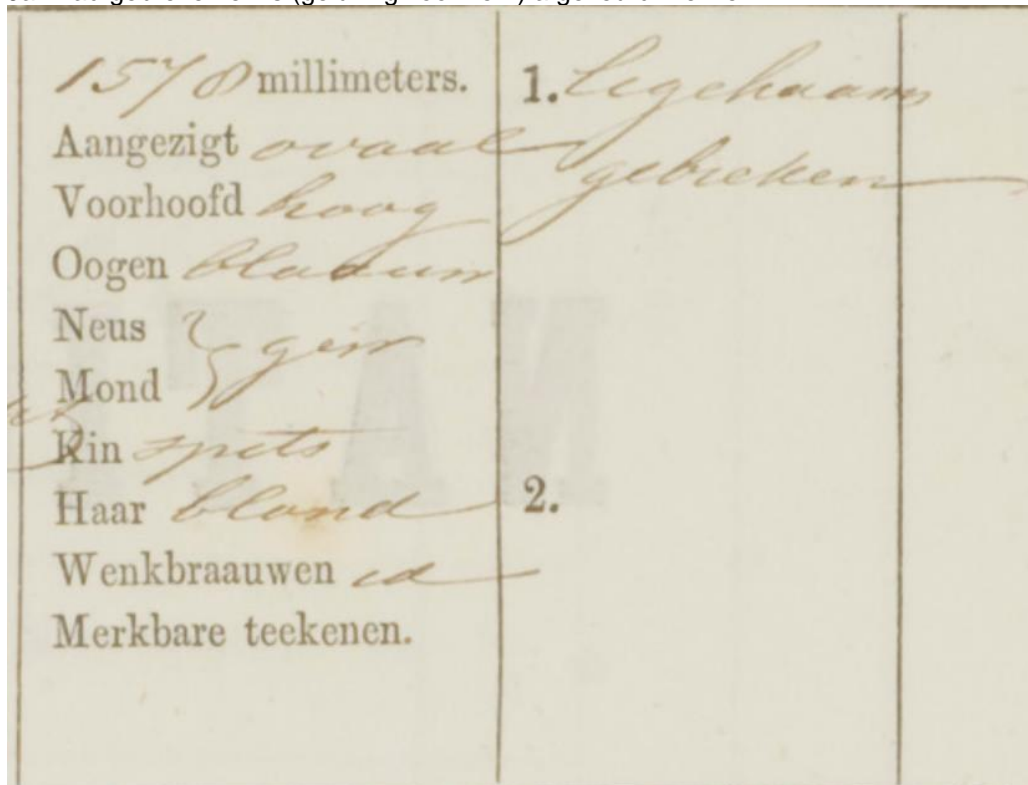 1578 millimeters.
Aangezigt ovaal
Voorhoofd hoog
Oogen blaauw
Neus
Mond
gew
Kin spits
Haar blond
Wenkbraauwen id
Merkbare teekenen.
1. Ligchaams
gebreken
2.